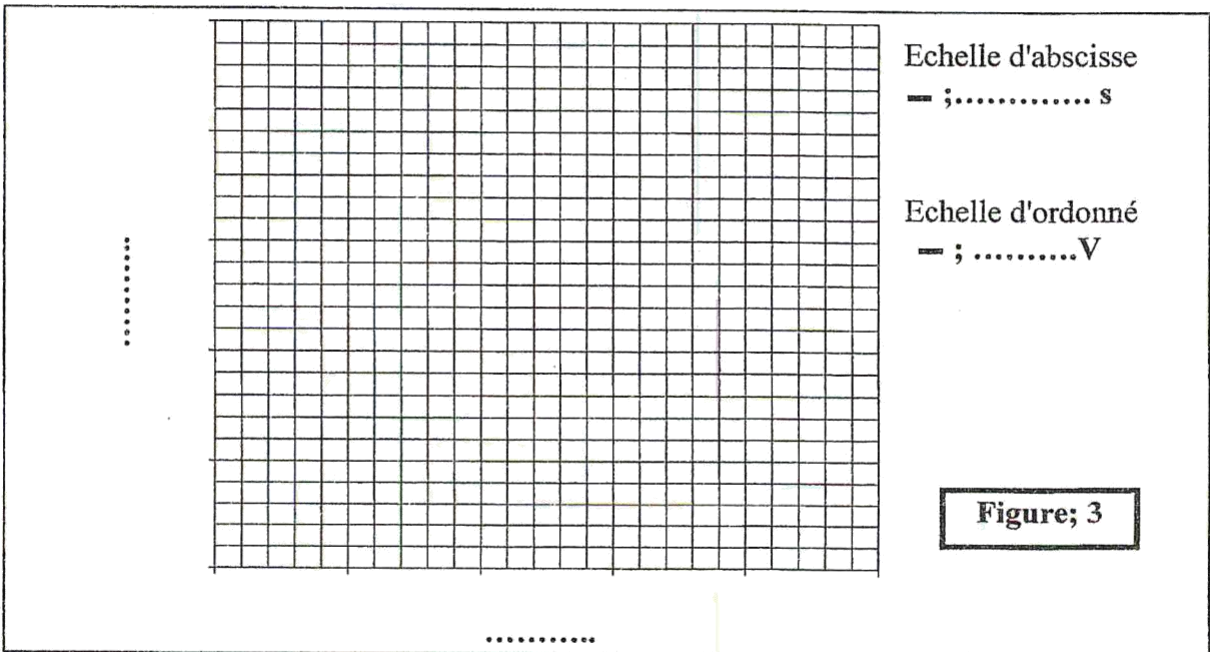 Echelle d'abscisse
– ;............. s
Echelle d'ordonné
– ; ..........V
..........
Figure; 3
...........